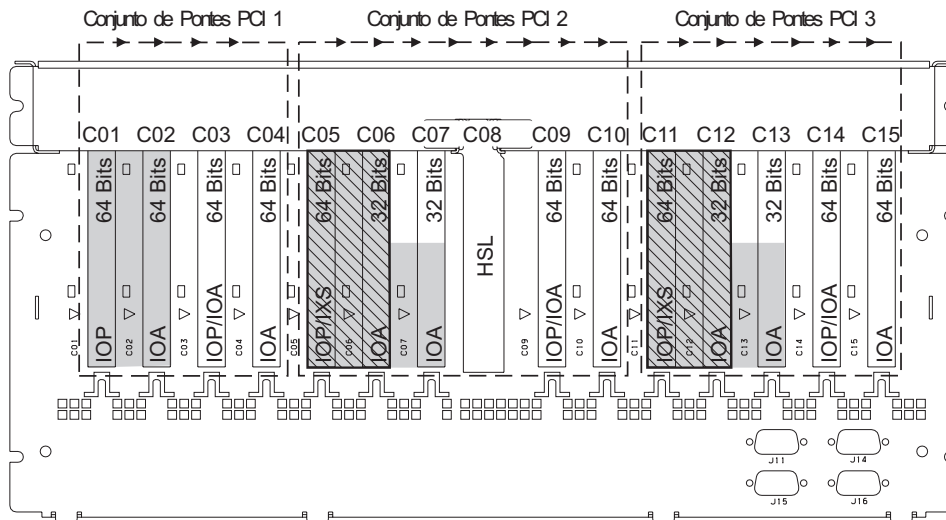 Conjunto de Pontes PCI 1
Conjunto de Pontes PCI 2
Conjunto de Pontes PCI 3
C01 C02 C03 C04 C05 C06 C07 C08 C09 C10 C11 C12 C13 C14 C15
64 Bits 64 Bits 64 Bits 64 Bits 64 Bits 32 Bits 32 Bits 64 Bits 64 Bits 64 Bits 32 Bits 32 Bits 64 Bits 64 Bits
HSL
IOP IOA IOP/IOA IOA IOP/IXS IOA IOA IOP/IOA IOA IOP/IXS IOA IOA IOP/IOA IOA
C01 C02 C03 C04 C05 C06 C07 C09 C10 C11 C12 C13 C14 C15
J11 J14
J15 J16